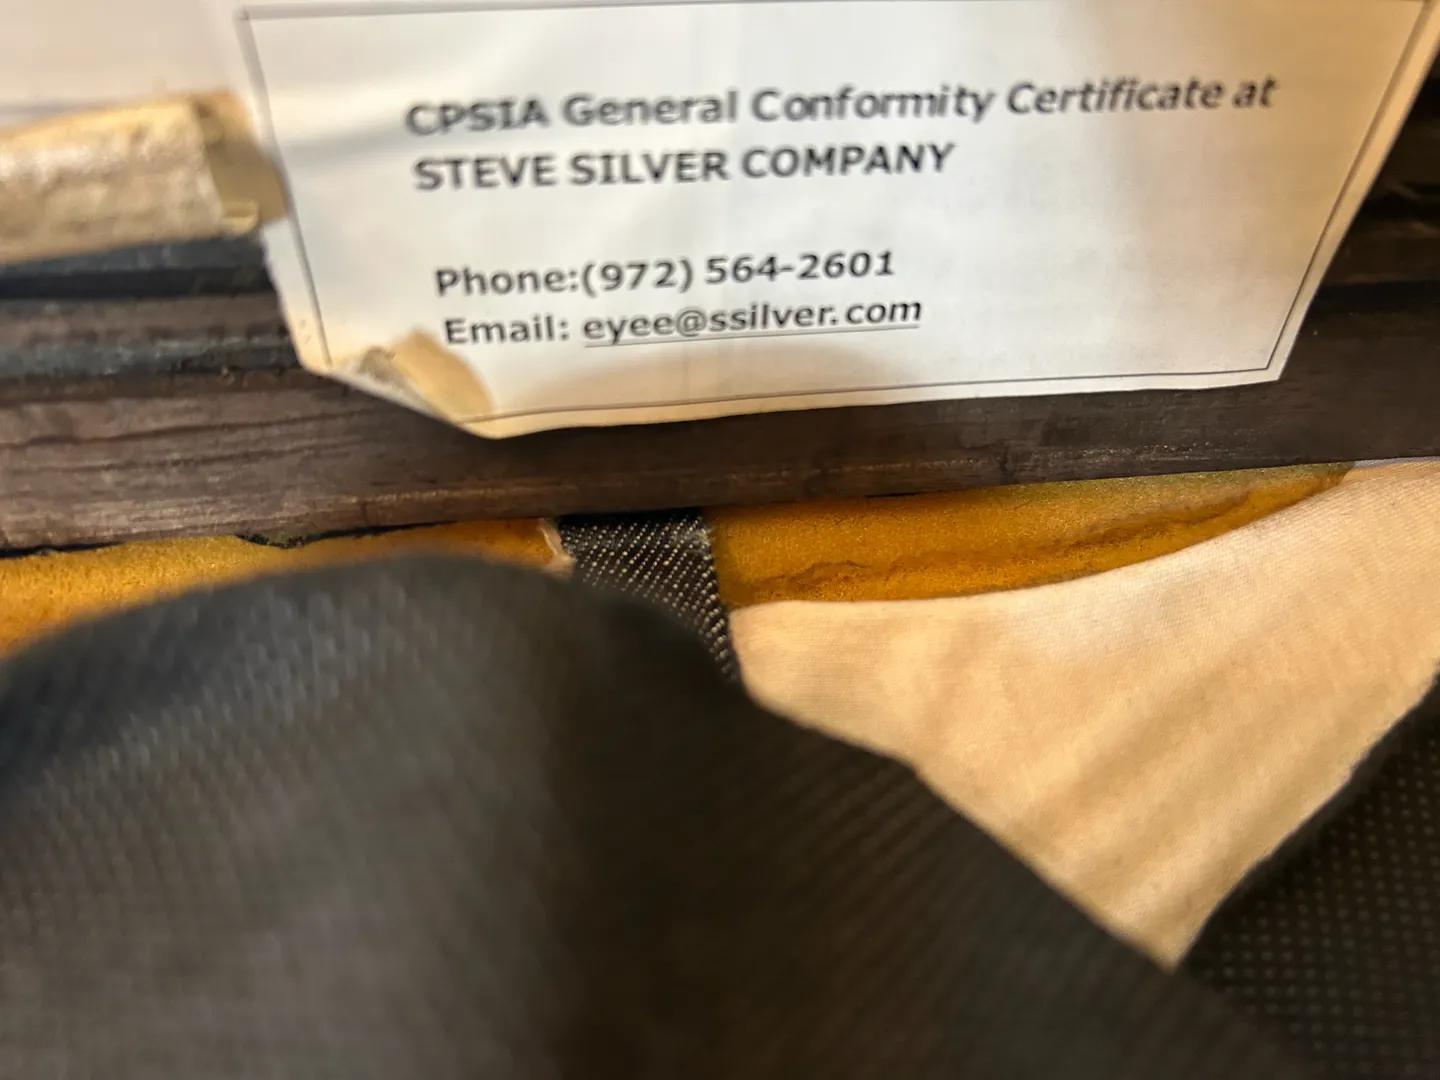 CPSIA General Conformity Certificate at
STEVE SILVER COMPANY
Phone:(972) 564-2601
Email: eyee@ssilver.com